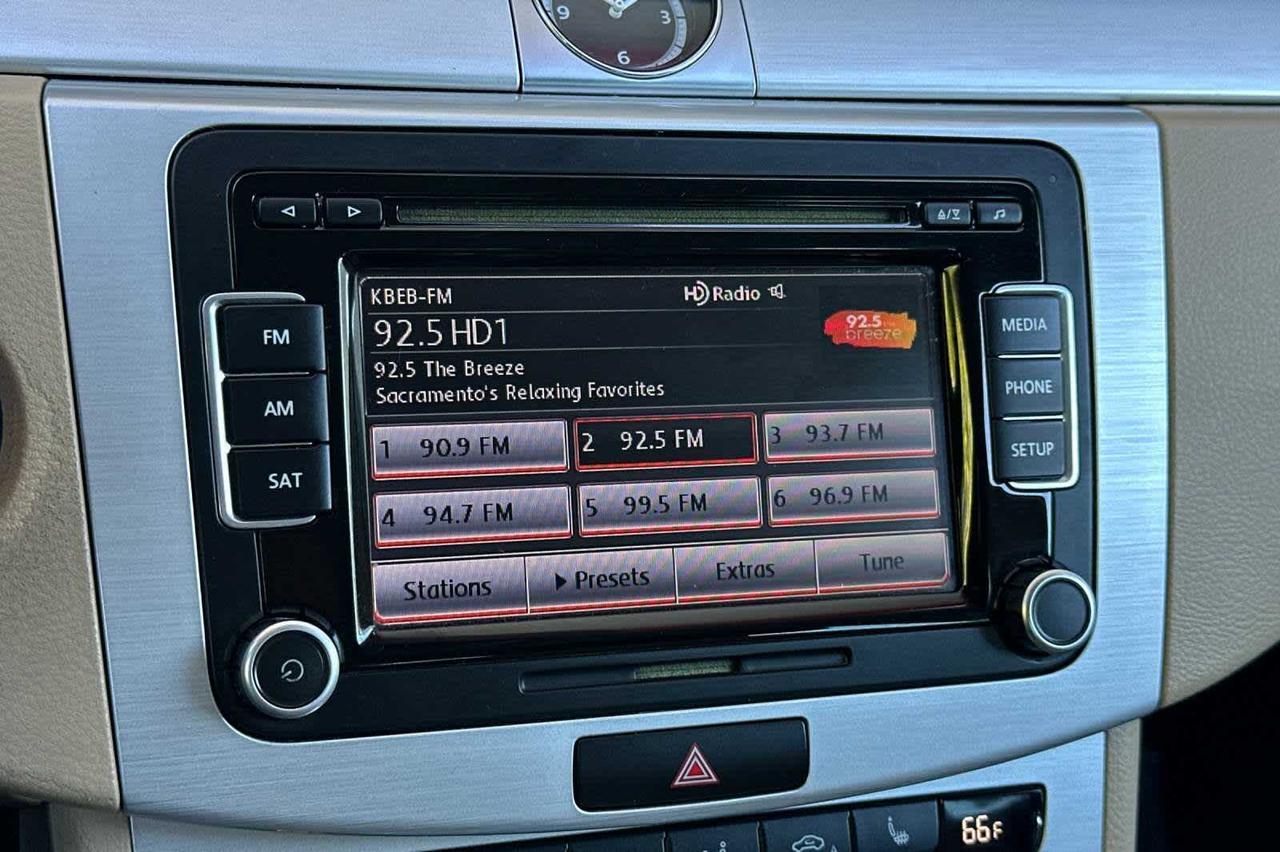 9 3
6
FM
AM
SAT
MEDIA
PHONE
SETUP
KBEB-FM HD Radio
92.5 HD1
92.5
breeze
92.5 The Breeze
Sacramento's Relaxing Favorites
1 90.9 FM 2 92.5 FM 3 93.7 FM
4 94.7 FM 5 99.5 FM 6 96.9 FM
Stations Presets Extras Tune
66F